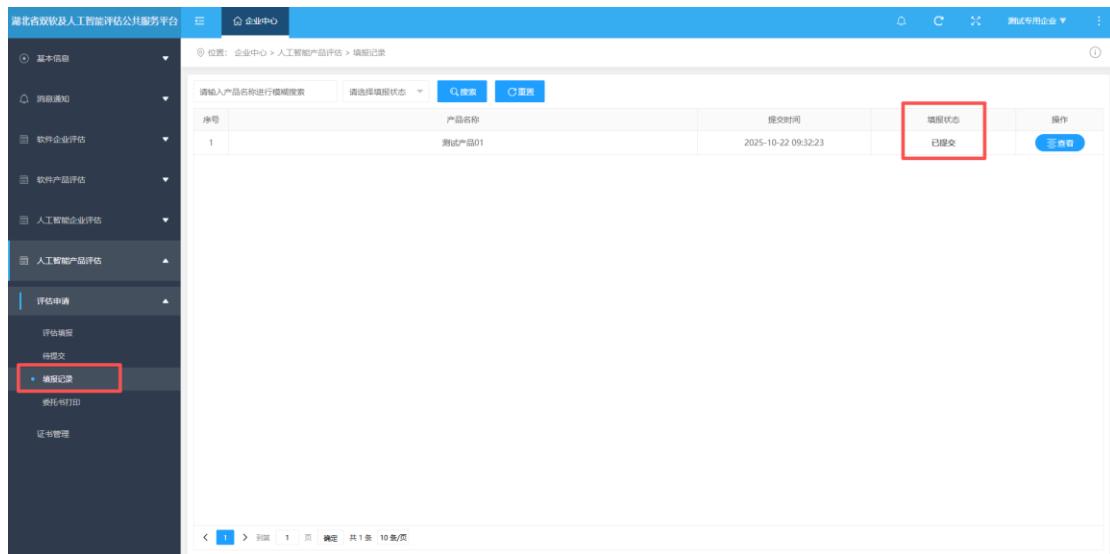 湖北省双软及人工智能评估公共服务平台
企业中心
测试专用企业
位置： 企业中心 > 人工智能产品评估 > 填报记录
基本信息
消息通知
软件企业评估
软件产品评估
人工智能企业评估
人工智能产品评估
评估申请
评估填报
待提交
填报记录
委托书打印
证书管理
请输入产品名称进行模糊搜索 请选择填报状态 搜索 重置
序号 产品名称 提交时间 填报状态 操作
1 测试产品01 2025-10-22 09:32:23 已提交 查看
1 到第 1 页 确定 共 1 条 10 条/页